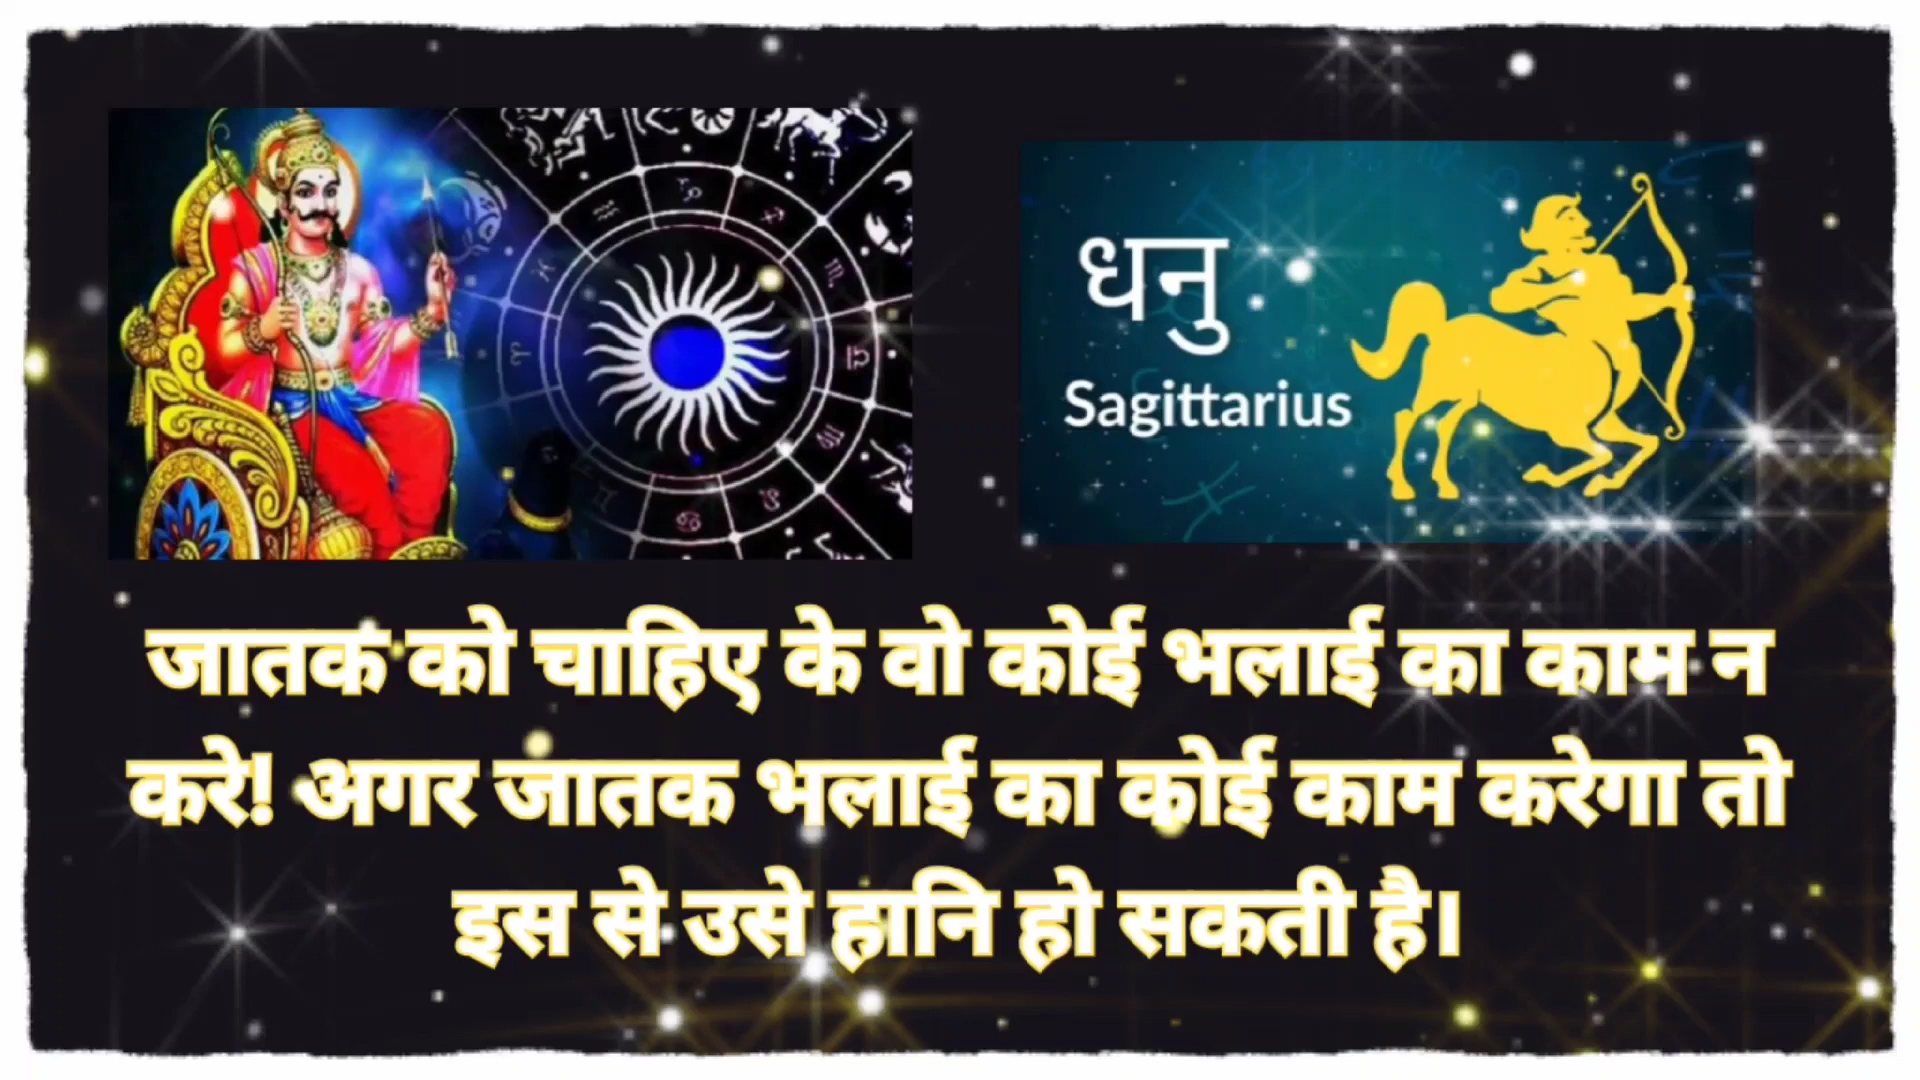 धनु
Sagittarius
जातक को चाहिए के वो कोई भलाई का काम न
करे! अगर जातक भलाई का कोई काम करेगा तो
इस से उसे हानि हो सकती है।